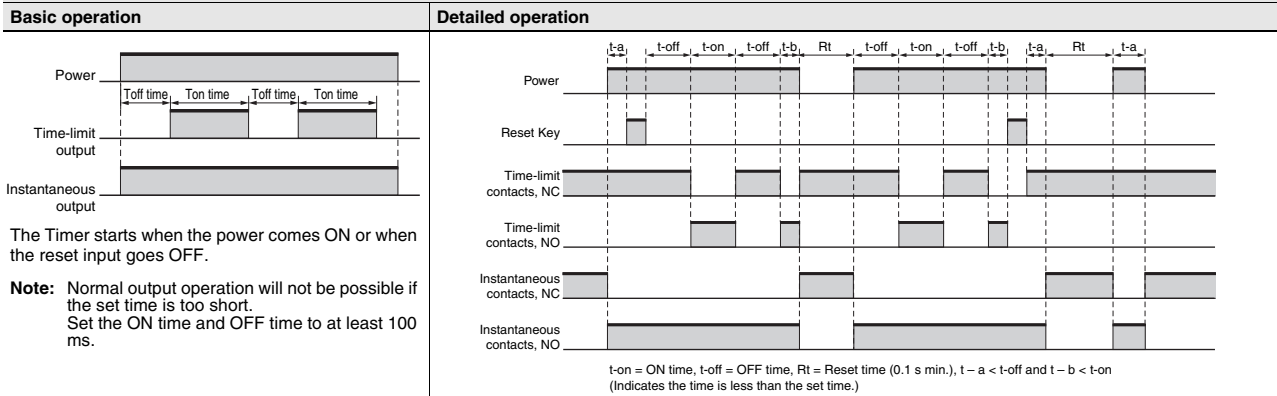 Basic operation
Detailed operation
Power
Toff time Ton time Toff time Ton time
Time-limit
output
Instantaneous
output
The Timer starts when the power comes ON or when
the reset input goes OFF.
Note: Normal output operation will not be possible if
the set time is too short.
Set the ON time and OFF time to at least 100
ms.
t-a t-off t-on t-off t-b Rt t-off t-on t-off t-b t-a Rt t-a
Power
Reset Key
Time-limit
contacts, NC
Time-limit
contacts, NO
Instantaneous
contacts, NC
Instantaneous
contacts, NO
t-on = ON time, t-off = OFF time, Rt = Reset time (0.1 s min.), t – a < t-off and t – b < t-on
(Indicates the time is less than the set time.)